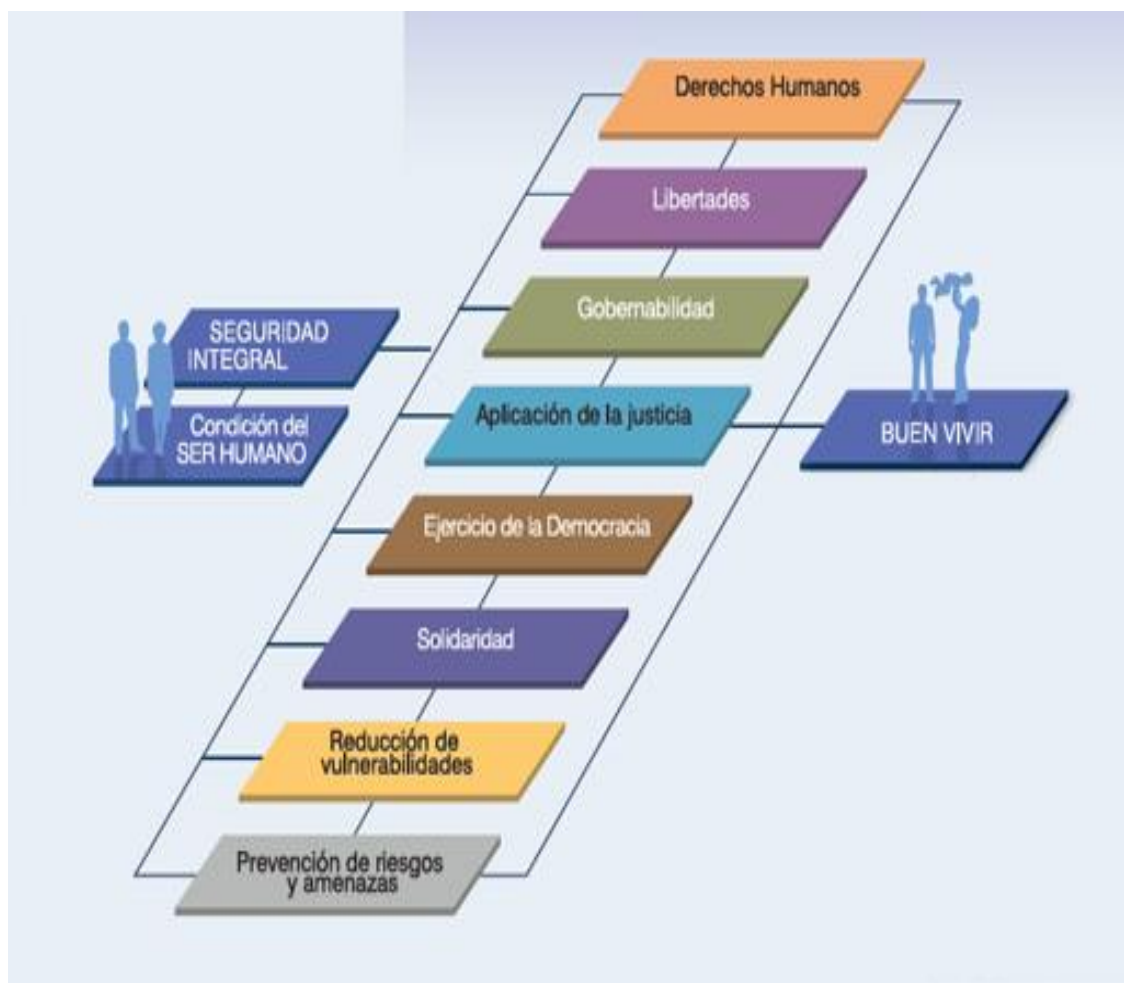 Derechos Humanos
Libertades
Gobernabilidad
SEGURIDAD
INTEGRAL
Condición del
SER HUMANO
Aplicación de la justicia
BUEN VIVIR
Ejercicio de la Democracia
Solidaridad
Reducción de
vulnerabilidades
Prevención de riesgos
y amenazas